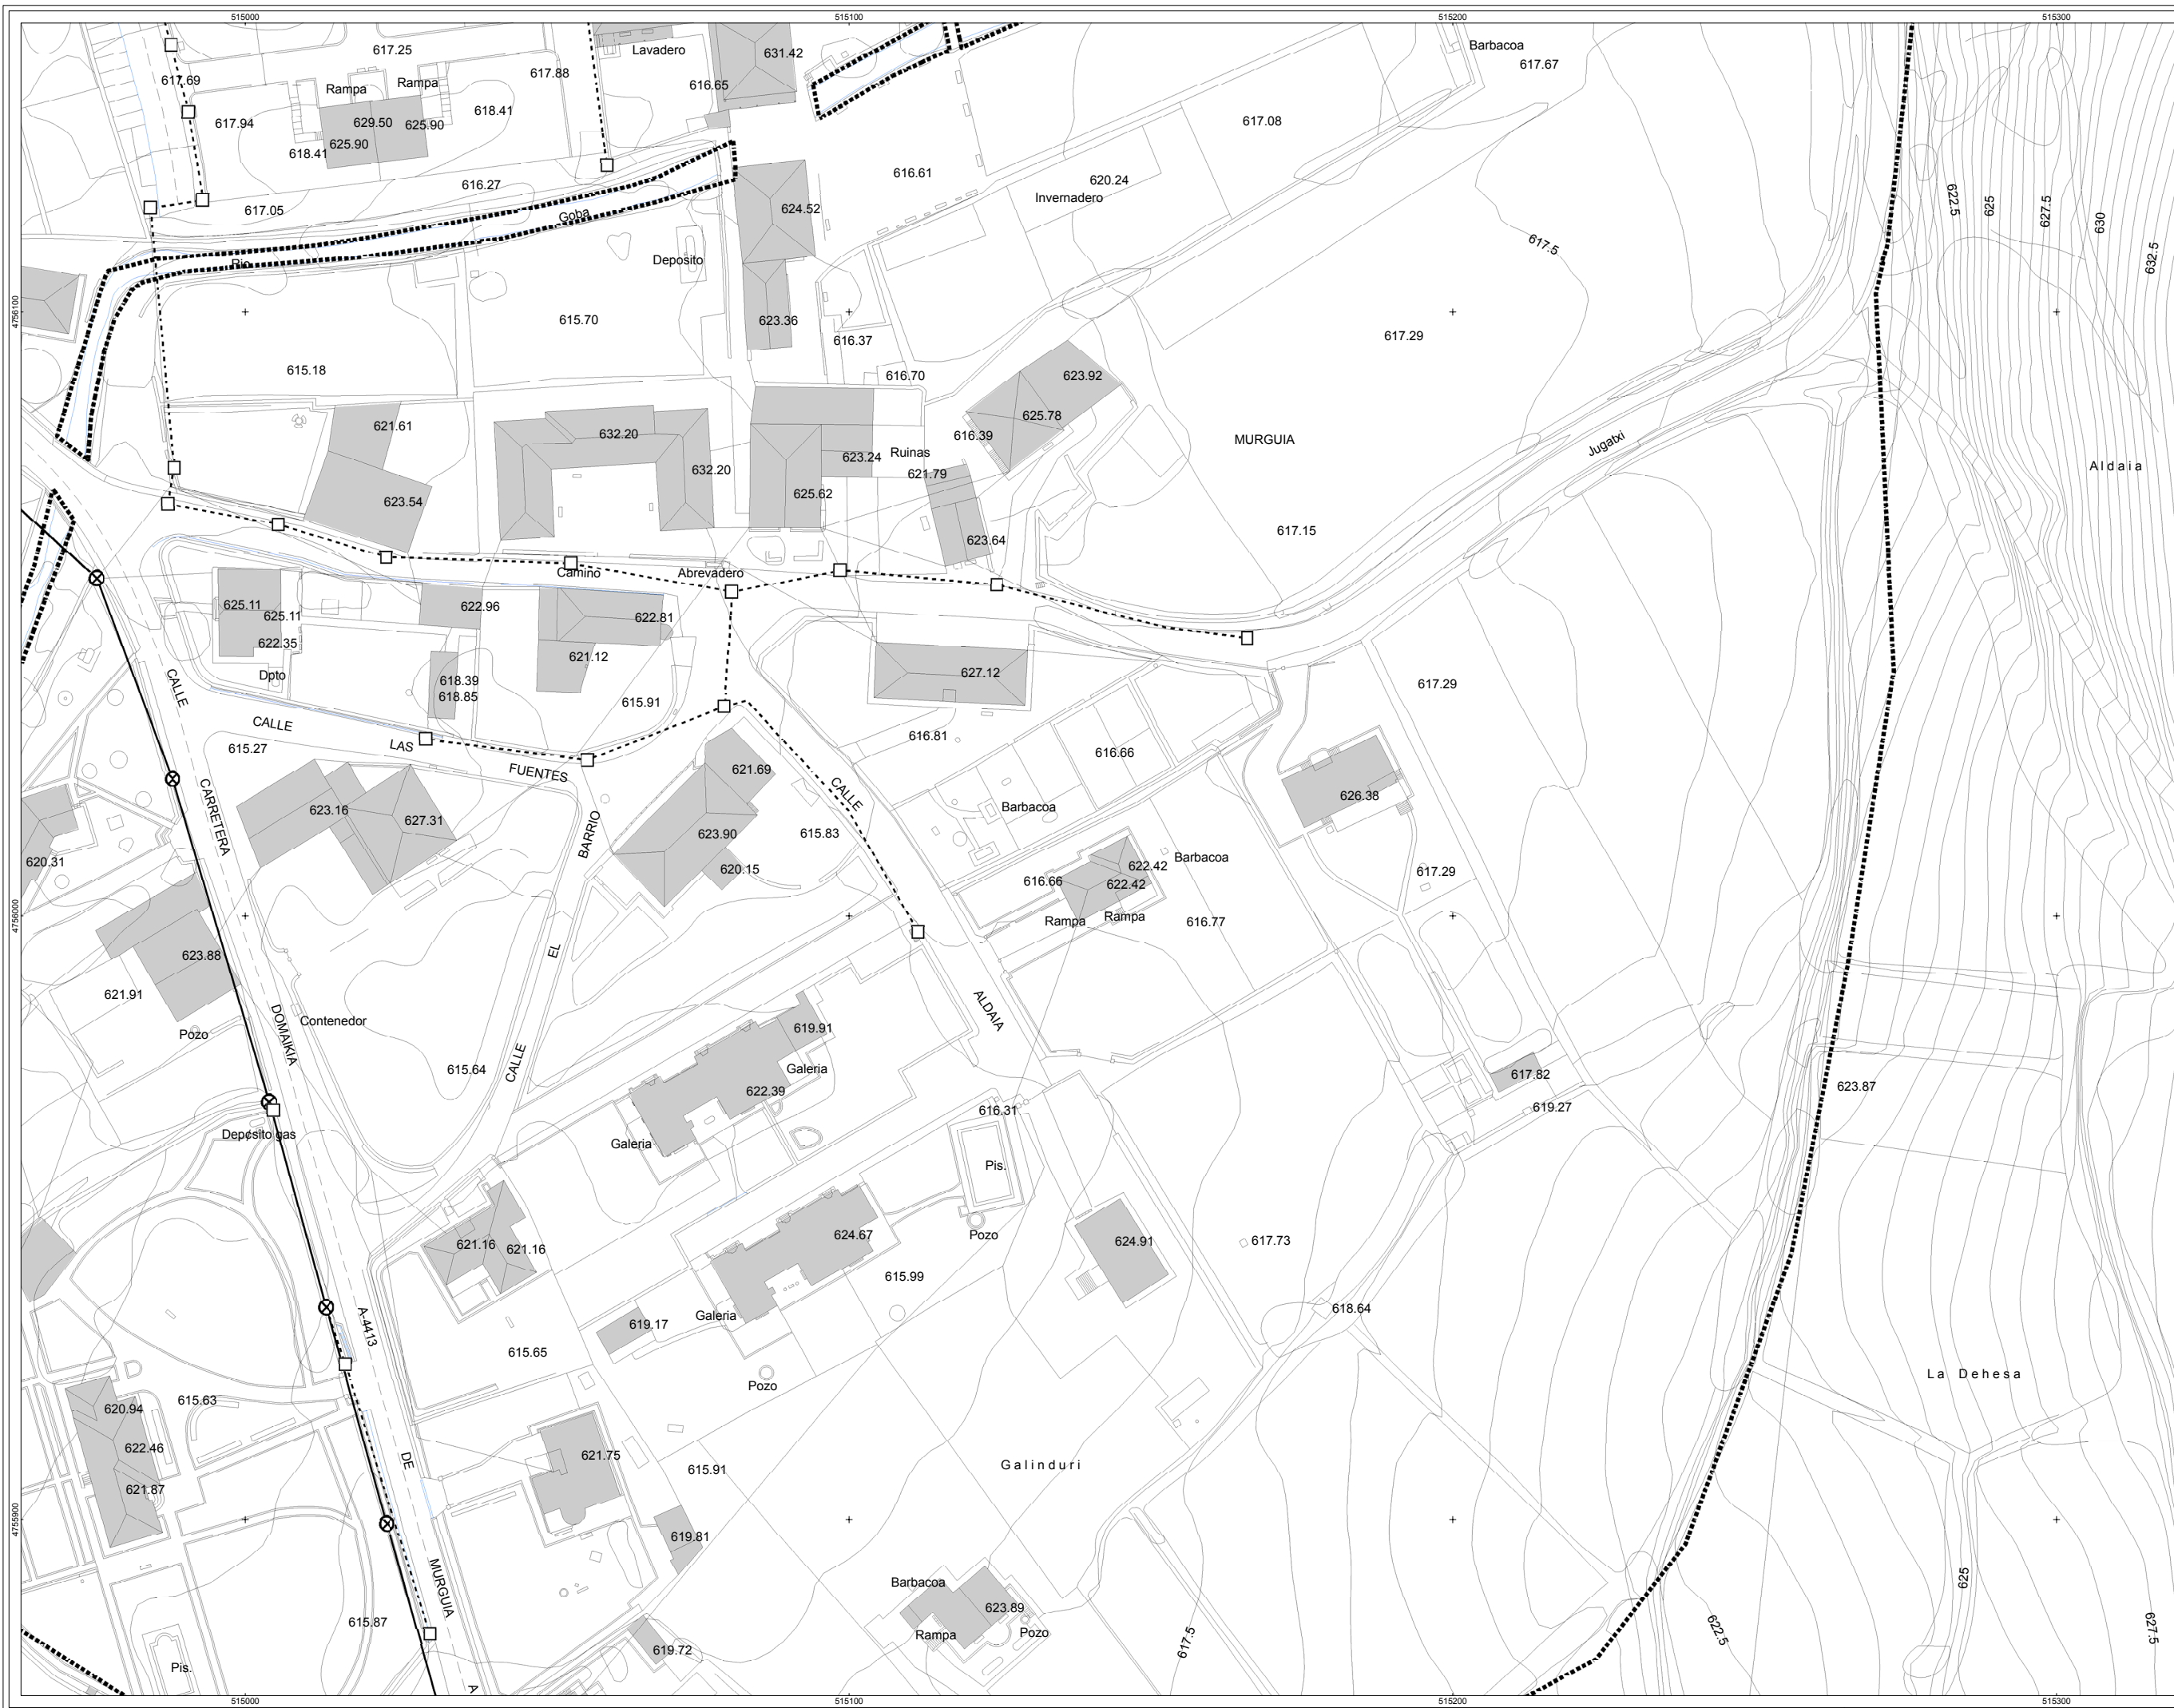 515000
515100
515200
515300
617.25
Lavadero
631.42
Barbacoa
617.67
617.69
Rampa
Rampa
617.88
616.65
617.94
629.50
625.90
618.41
617.08
618.41
625.90
616.27
616.61
620.24
Invernadero
617.05
Goba
624.52
622.5
625
627.5
630
632.5
617.5
Rio
Deposito
4756100
615.70
623.36
616.37
617.29
615.18
616.70
623.92
621.61
632.20
625.78
616.39
MURGUIA
Jugatxi
Aldaia
632.20
623.24
Ruinas
621.79
623.54
625.62
617.15
623.64
Camino
Abrevadero
625.11
625.11
622.96
622.81
622.35
621.12
Dpto
618.39
618.85
615.91
627.12
617.29
CALLE
CALLE
LAS
FUENTES
615.27
616.81
616.66
621.69
CALLE
626.38
CARRETERA
623.16
627.31
BARRIO
623.90
615.83
Barbacoa
620.31
620.15
Barbacoa
616.66
622.42
622.42
617.29
Rampa
Rampa
616.77
4756000
EL
623.88
621.91
Pozo
DOMAIKIA
Contenedor
ALDAIA
619.91
CALLE
615.64
Galeria
622.39
617.82
623.87
616.31
619.27
Deposito gas
Galeria
Pis.
621.16
621.16
624.67
Pozo
624.91
617.73
615.99
A-4413
619.17
Galeria
618.64
615.65
Pozo
La Dehesa
615.63
620.94
622.46
DE
621.75
615.91
Galinduri
621.87
4755900
619.81
MURGUIA
Barbacoa
623.89
625
615.87
Rampa
Pozo
617.5
622.5
627.5
619.72
Pis.
A
515000
515100
515200
515300